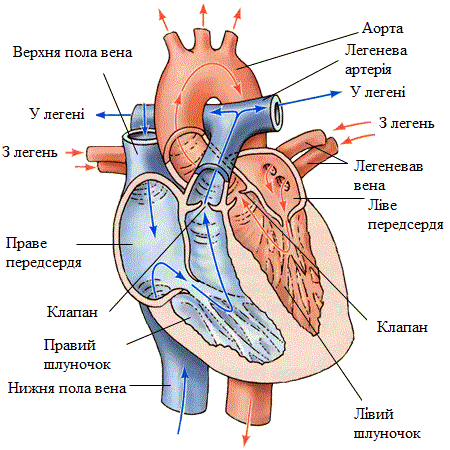 Аорта
Верхня пола вена
Легенева
артерія
У легені
У легені
З легень
З легень
Легеневав
вена
Ліве
передсердя
Праве
передсердя
Клапан
Клапан
Правий
шлуночок
Нижня пола вена
Лівий
шлуночок